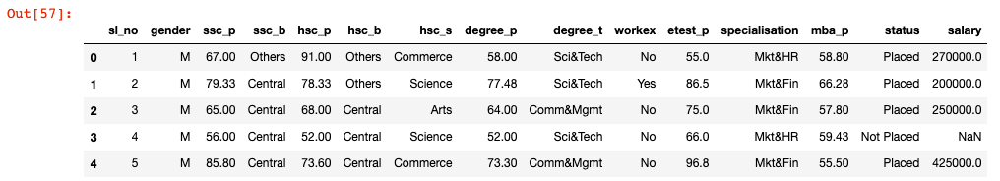 Out[57]:
sl_no gender ssc_p ssc_b hsc_p hsc_b hsc_s degree_p degree_t workex etest_p specialisation mba_p status salary
0 1 M 67.00 Others 91.00 Others Commerce 58.00 Sci&Tech No 55.0 Mkt&HR 58.80 Placed 270000.0
1 2 M 79.33 Central 78.33 Others Science 77.48 Sci&Tech Yes 86.5 Mkt&Fin 66.28 Placed 200000.0
2 3 M 65.00 Central 68.00 Central Arts 64.00 Comm&Mgmt No 75.0 Mkt&Fin 57.80 Placed 250000.0
3 4 M 56.00 Central 52.00 Central Science 52.00 Sci&Tech No 66.0 Mkt&HR 59.43 Not Placed NaN
4 5 M 85.80 Central 73.60 Central Commerce 73.30 Comm&Mgmt No 96.8 Mkt&Fin 55.50 Placed 425000.0